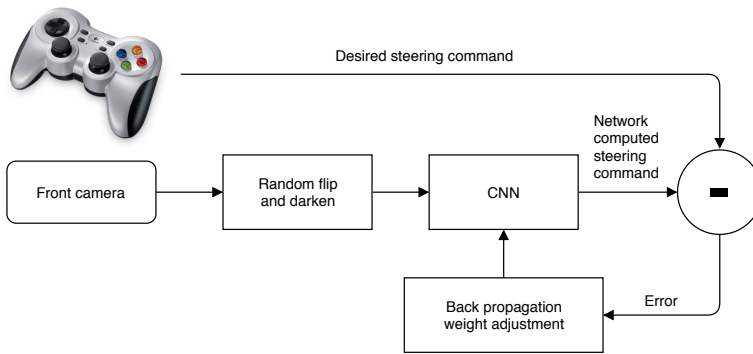 Desired steering command
Network
computed
steering
command
Front camera
Random flip
and darken
CNN
Back propagation
weight adjustment
Error